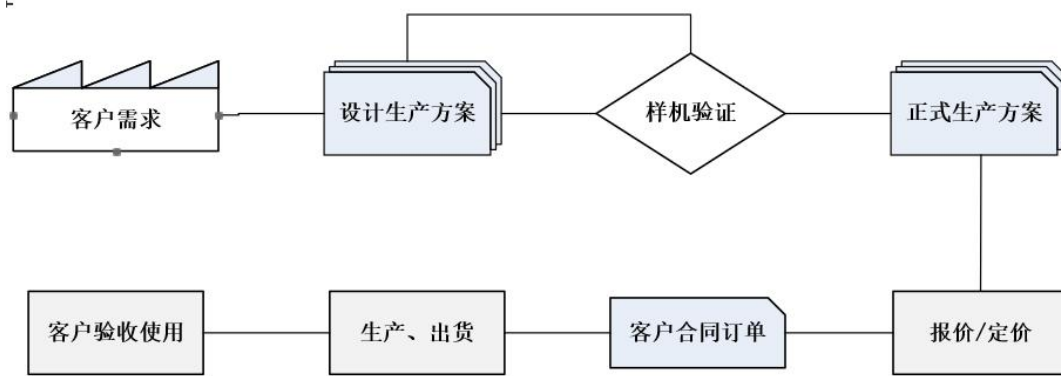 客户需求
设计生产方案
样机验证
正式生产方案
客户验收使用
生产、出货
客户合同订单
报价/定价